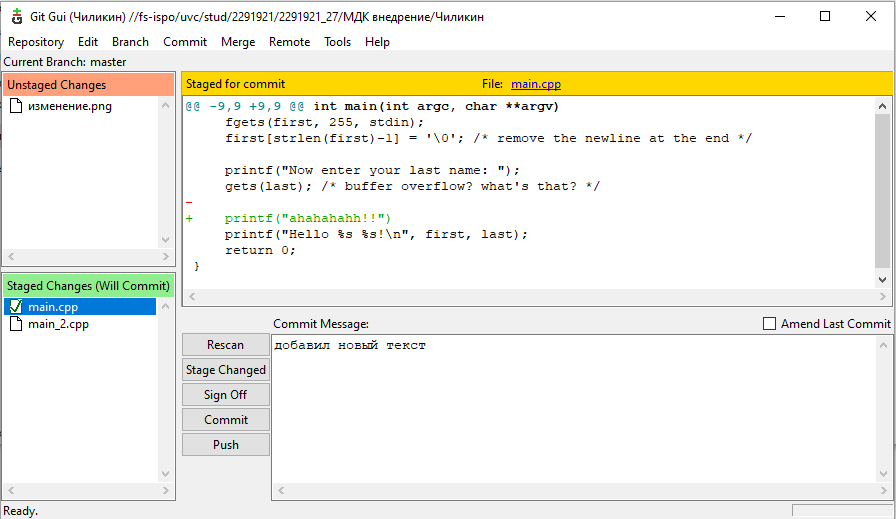 Git Gui (Чиликин) //fs-ispo/uvc/stud/2291921/2291921_27/МДК внедрение/Чиликин
Repository Edit Branch Commit Merge Remote Tools Help
Current Branch: master
Unstaged Changes
изменение.png
Staged Changes (Will Commit)
main.cpp
main_2.cpp
Staged for commit File: main.cpp
@@ -9,9 +9,9 @@ int main(int argc, char **argv)
fgets(first, 255, stdin);
first[strlen(first)-1] = '\0'; /* remove the newline at the end */
printf("Now enter your last name: ");
gets(last); /* buffer overflow? what's that? */
-
+ printf("ahahahahh!!")
printf("Hello %s %s!\n", first, last);
return 0;
}
Commit Message: Amend Last Commit
Rescan
Stage Changed
Sign Off
Commit
Push
добавил новый текст
Ready.